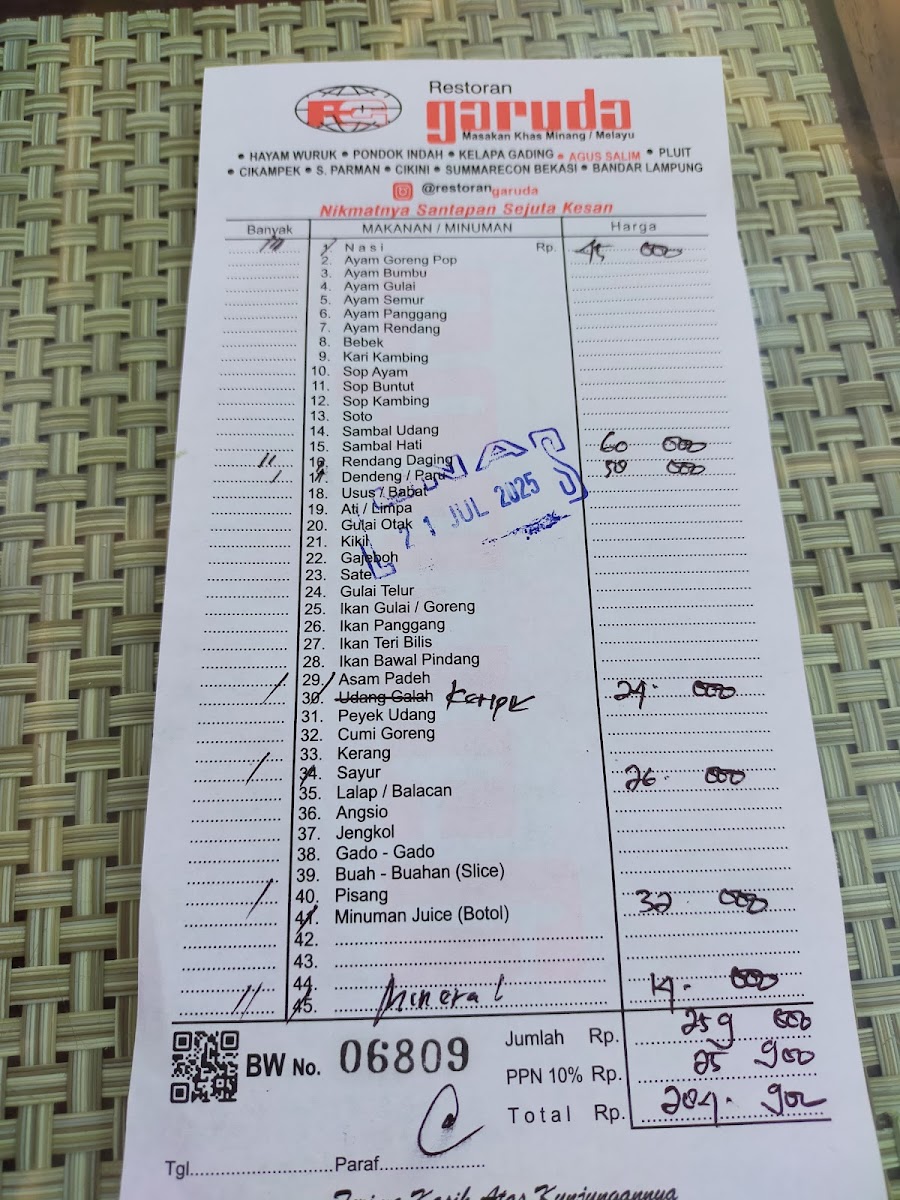 RG
Restoran
garuda
Masakan Khas Minang / Melayu
• HAYAM WURUK • PONDOK INDAH • KELAPA GADING • AGUS SALIM • PLUIT
• CIKAMPEK • S. PARMAN • CIKINI • SUMMARECON BEKASI • BANDAR LAMPUNG
@restorangaruda
Nikmatnya Santapan Sejuta Kesan
Banyak MAKANAN / MINUMAN Harga
1. Nasi Rp. 45 000
2. Ayam Goreng Pop
3. Ayam Bumbu
4. Ayam Gulai
5. Ayam Semur
6. Ayam Panggang
7. Ayam Rendang
8. Bebek
9. Kari Kambing
10. Sop Ayam
11. Sop Buntut
12. Sop Kambing
13. Soto
14. Sambal Udang
15. Sambal Hati 60 000
16. Rendang Daging 58 000
17. Dendeng / Paru
18. Usus / Babat
19. Ati / Limpa
20. Gulai Otak
21. Kikil
22. Gajeboh
23. Sate
LUNAS
21 JUL 2025
24. Gulai Telur
25. Ikan Gulai / Goreng
26. Ikan Panggang
27. Ikan Teri Bilis
28. Ikan Bawal Pindang
29. Asam Padeh
30. Udang Galah 24. 000
31. Peyek Udang
32. Cumi Goreng
33. Kerang
34. Sayur 26. 000
35. Lalap / Balacan
36. Angsio
37. Jengkol
38. Gado - Gado
39. Buah - Buahan (Slice)
40. Pisang
41. Minuman Juice (Botol) 32. 000
42.
43.
44.
45. Mineral 14. 000
BW No. 06809
Jumlah Rp. 259 000
PPN 10% Rp. 25 900
Total Rp. 284. 900
Tgl. Paraf.
Terima Kasih Atas Kunjungannya